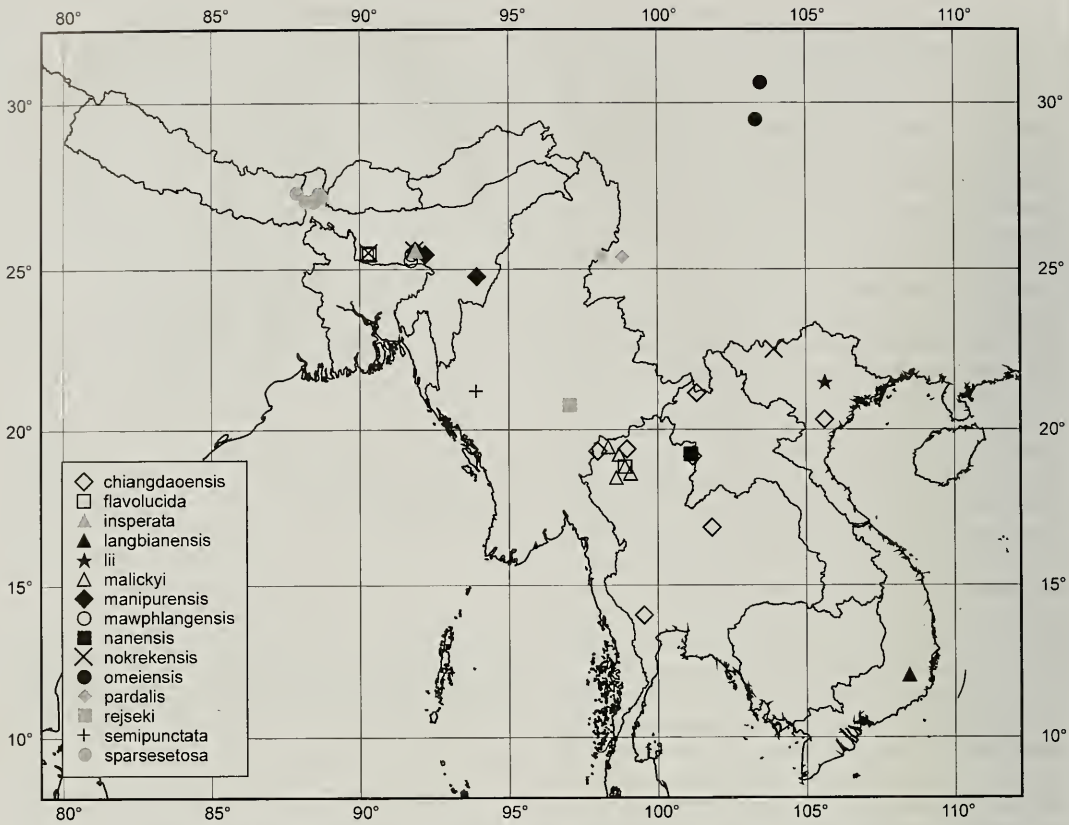 80° 85° 90° 95° 100° 105° 110°
30° 30°
25° 25°
20° 20°
chiangdaoensis
flavolucida
insperata
langbianensis
lii
malickyi
manipurensis
mawphlangensis
nanensis
nokrekensis
omeiensis
pardalis
rejseki
semipunctata
sparsesetosa
15° 15°
10° 10°
80° 85° 90° 95° 100° 105° 110°